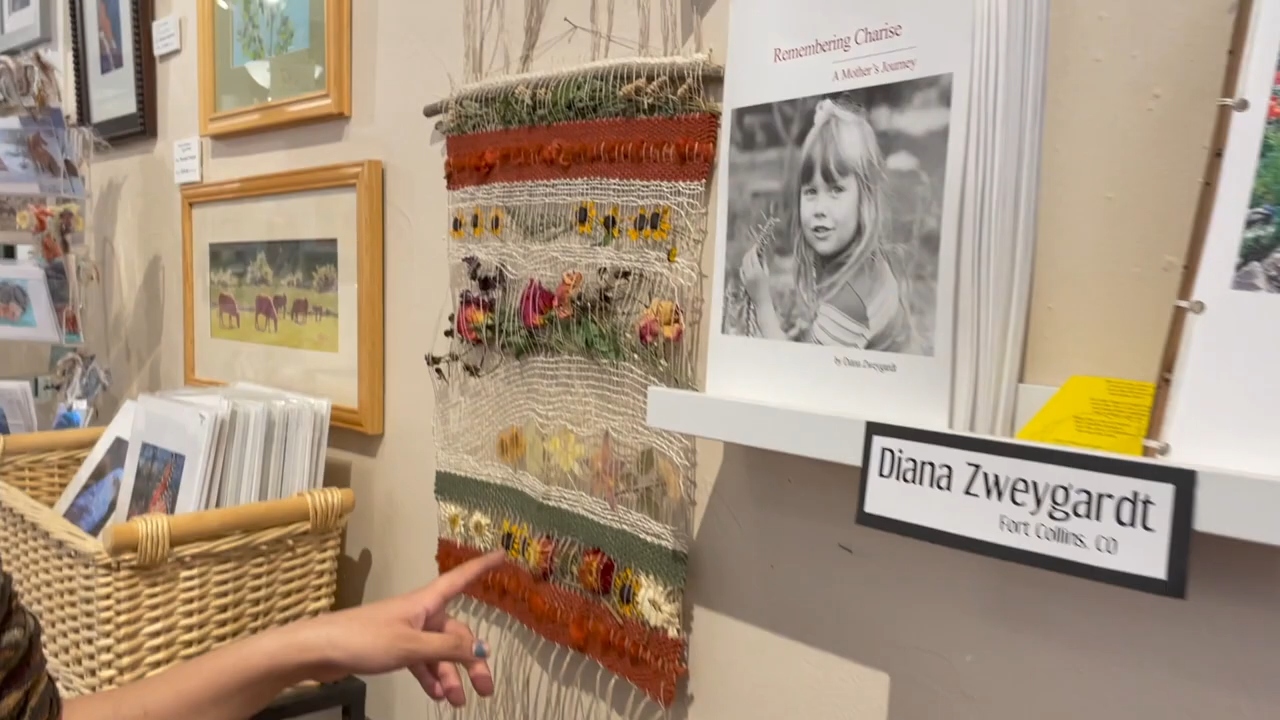 Remembering Charise
A Mother's Journey
by Diana Zweygardt
Diana Zweygardt
Fort Collins, CO